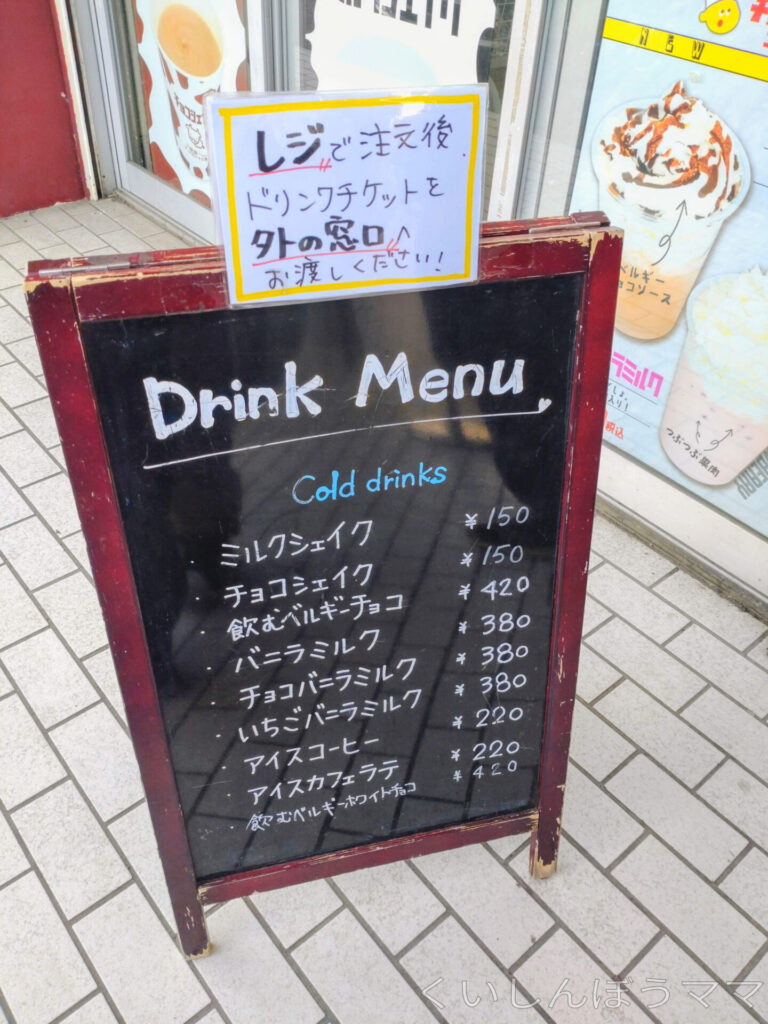 レジで注文後
ドリンクチケットを
外の窓口へ
お渡しください!
Drink Menu
Cold drinks
・ミルクシェイク ¥150
・チョコシェイク ¥150
・飲むベルギーチョコ ¥420
・バニラミルク ¥380
・チョコバニラミルク ¥380
・いちごバニラミルク ¥380
・アイスコーヒー ¥220
・アイスカフェラテ ¥220
・飲むベルギーホワイトチョコ ¥420
NEW
ベルギー
チョコソース
ラミルク
税込
つぶつぶ果肉
くいしんぼうママ